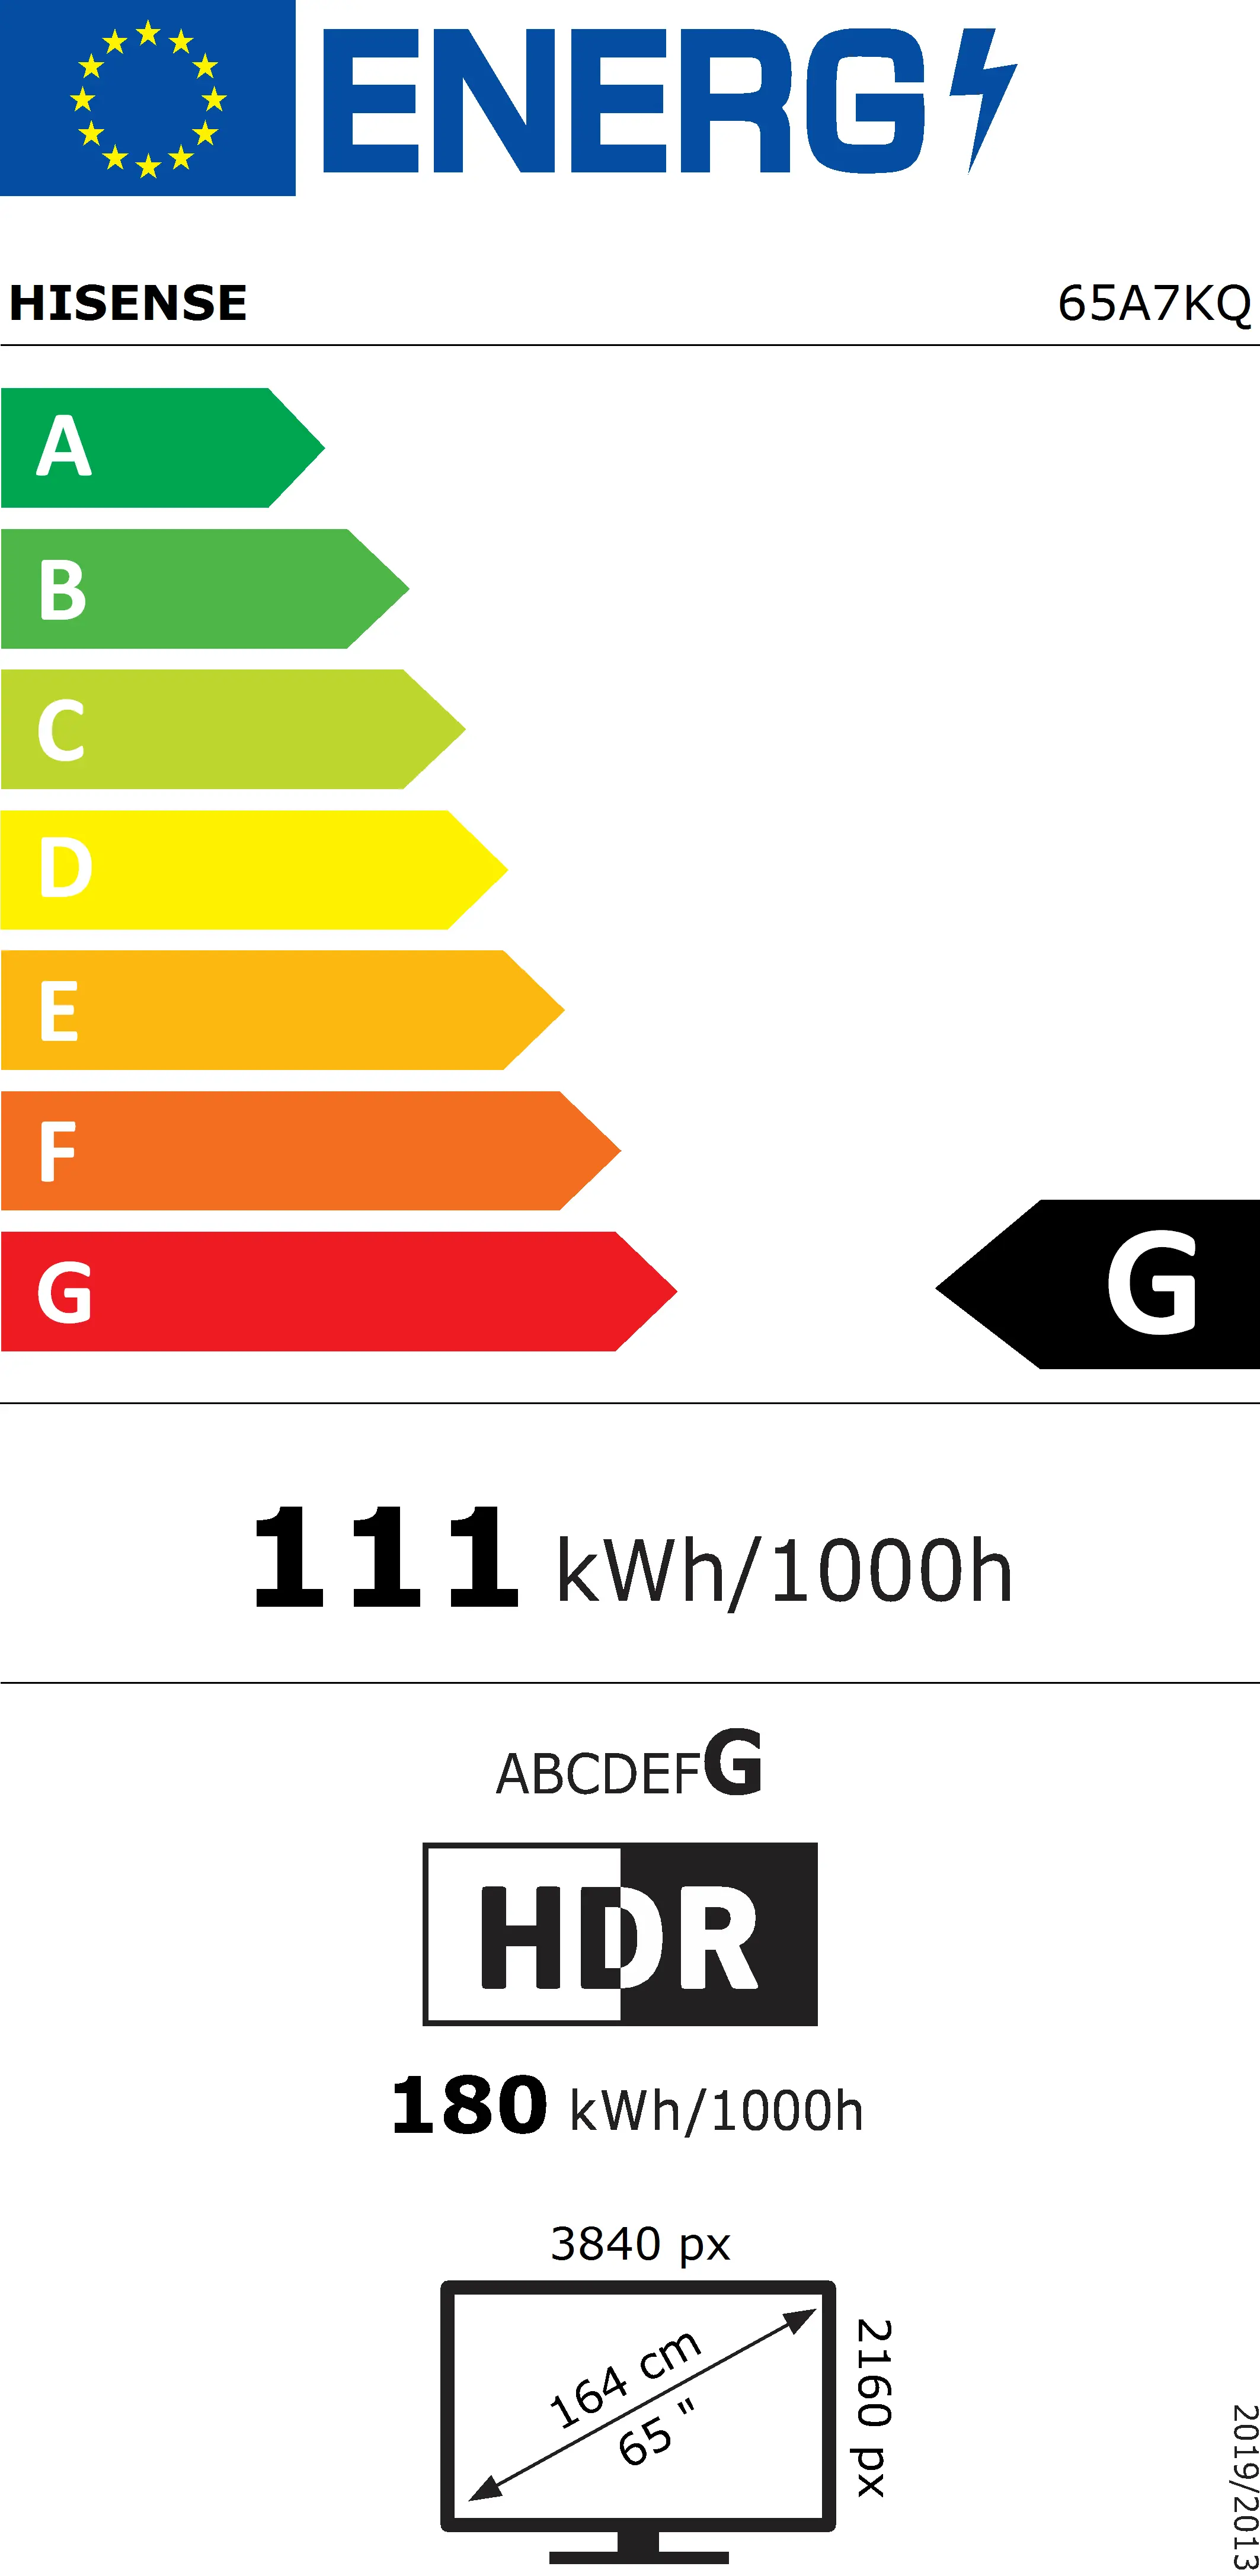 ENERG
HISENSE 65A7KQ
A
B
C
D
E
F
G
G
111 kWh/1000h
ABCDEFG
HDR
180 kWh/1000h
3840 px
164 cm
65 "
2160 px
2019/2013